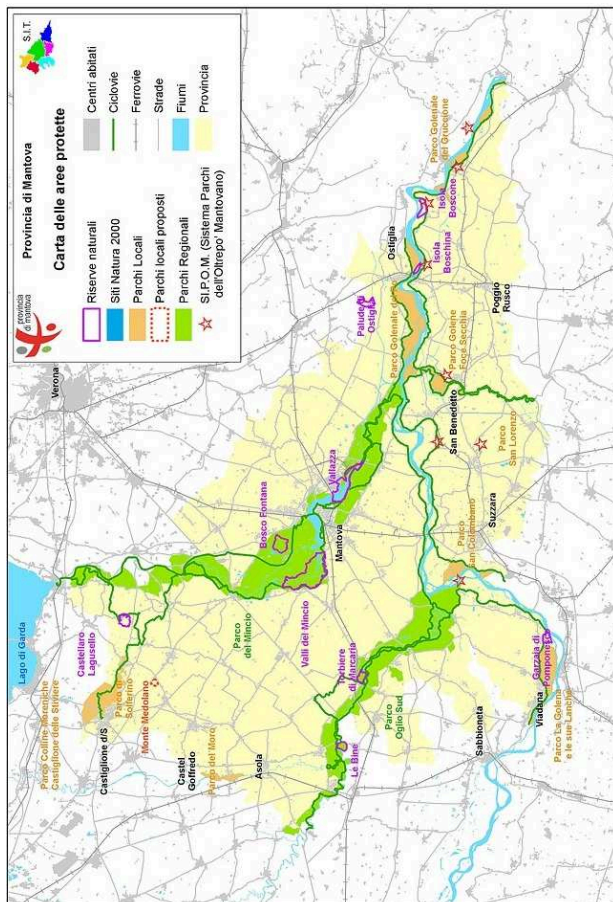 provincia
di mantova
Provincia di Mantova
Carta delle aree protette
S.I.T.
Riserve naturali
Siti Natura 2000
Parchi Locali
Parchi locali proposti
Parchi Regionali
S.I.P.O.M. (Sistema Parchi
dell'Oltrepo' Mantovano)
Centri abitati
Ciclovie
Ferrovie
Strade
Fiumi
Provincia
Lago di Garda
Verona
Parco Colline Moreniche
Castiglione delle Stiviere
Castiglione d/S
Parco di
Solferino
Castellaro
Lagusello
Monte Medolano
Castel
Goffredo
Parco del Moro
Asola
Parco
del Mincio
Bosco Fontana
Valli del Mincio
Mantova
Vallazza
Le Bine
Torbiere
di Marcaria
Parco
Oglio Sud
Sabbioneta
Viadana
Parco La Golena
e le sue Lanche
Garzaia di
Pomponesco
Parco
San Colombano
Suzzara
Parco
San Lorenzo
San Benedetto
Parco Golene
Foce Secchia
Parco Golenale
Palude di
Ostiglia
Ostiglia
Isola
Boschina
Isola
Boscone
Poggio
Rusco
Parco Golenale
del Gruccione